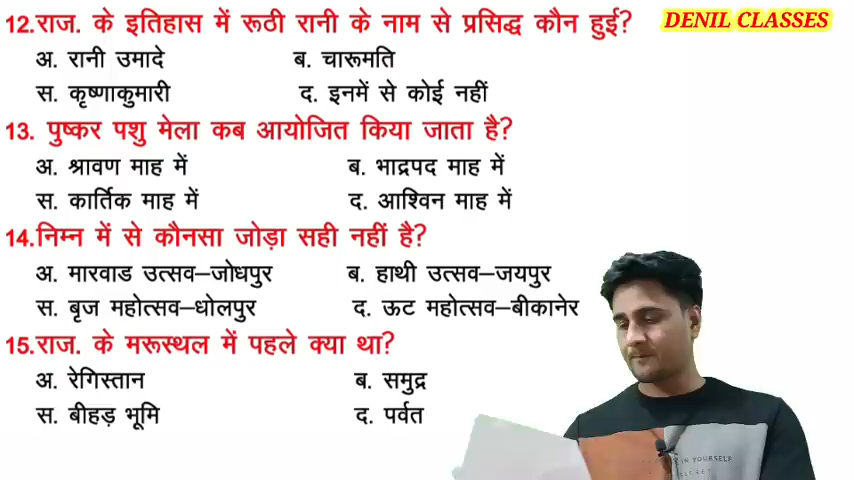 DENIL CLASSES
12.राज. के इतिहास में रूठी रानी के नाम से प्रसिद्ध कौन हुई?
अ. रानी उमादे ब. चारूमति
स. कृष्णाकुमारी द. इनमें से कोई नहीं
13. पुष्कर पशु मेला कब आयोजित किया जाता है?
अ. श्रावण माह में ब. भाद्रपद माह में
स. कार्तिक माह में द. आश्विन माह में
14.निम्न में से कौनसा जोड़ा सही नहीं है?
अ. मारवाड उत्सव–जोधपुर ब. हाथी उत्सव–जयपुर
स. बृज महोत्सव–धोलपुर द. ऊट महोत्सव–बीकानेर
15.राज. के मरूस्थल में पहले क्या था?
अ. रेगिस्तान ब. समुद्र
स. बीहड़ भूमि द. पर्वत
IN YOURSELF